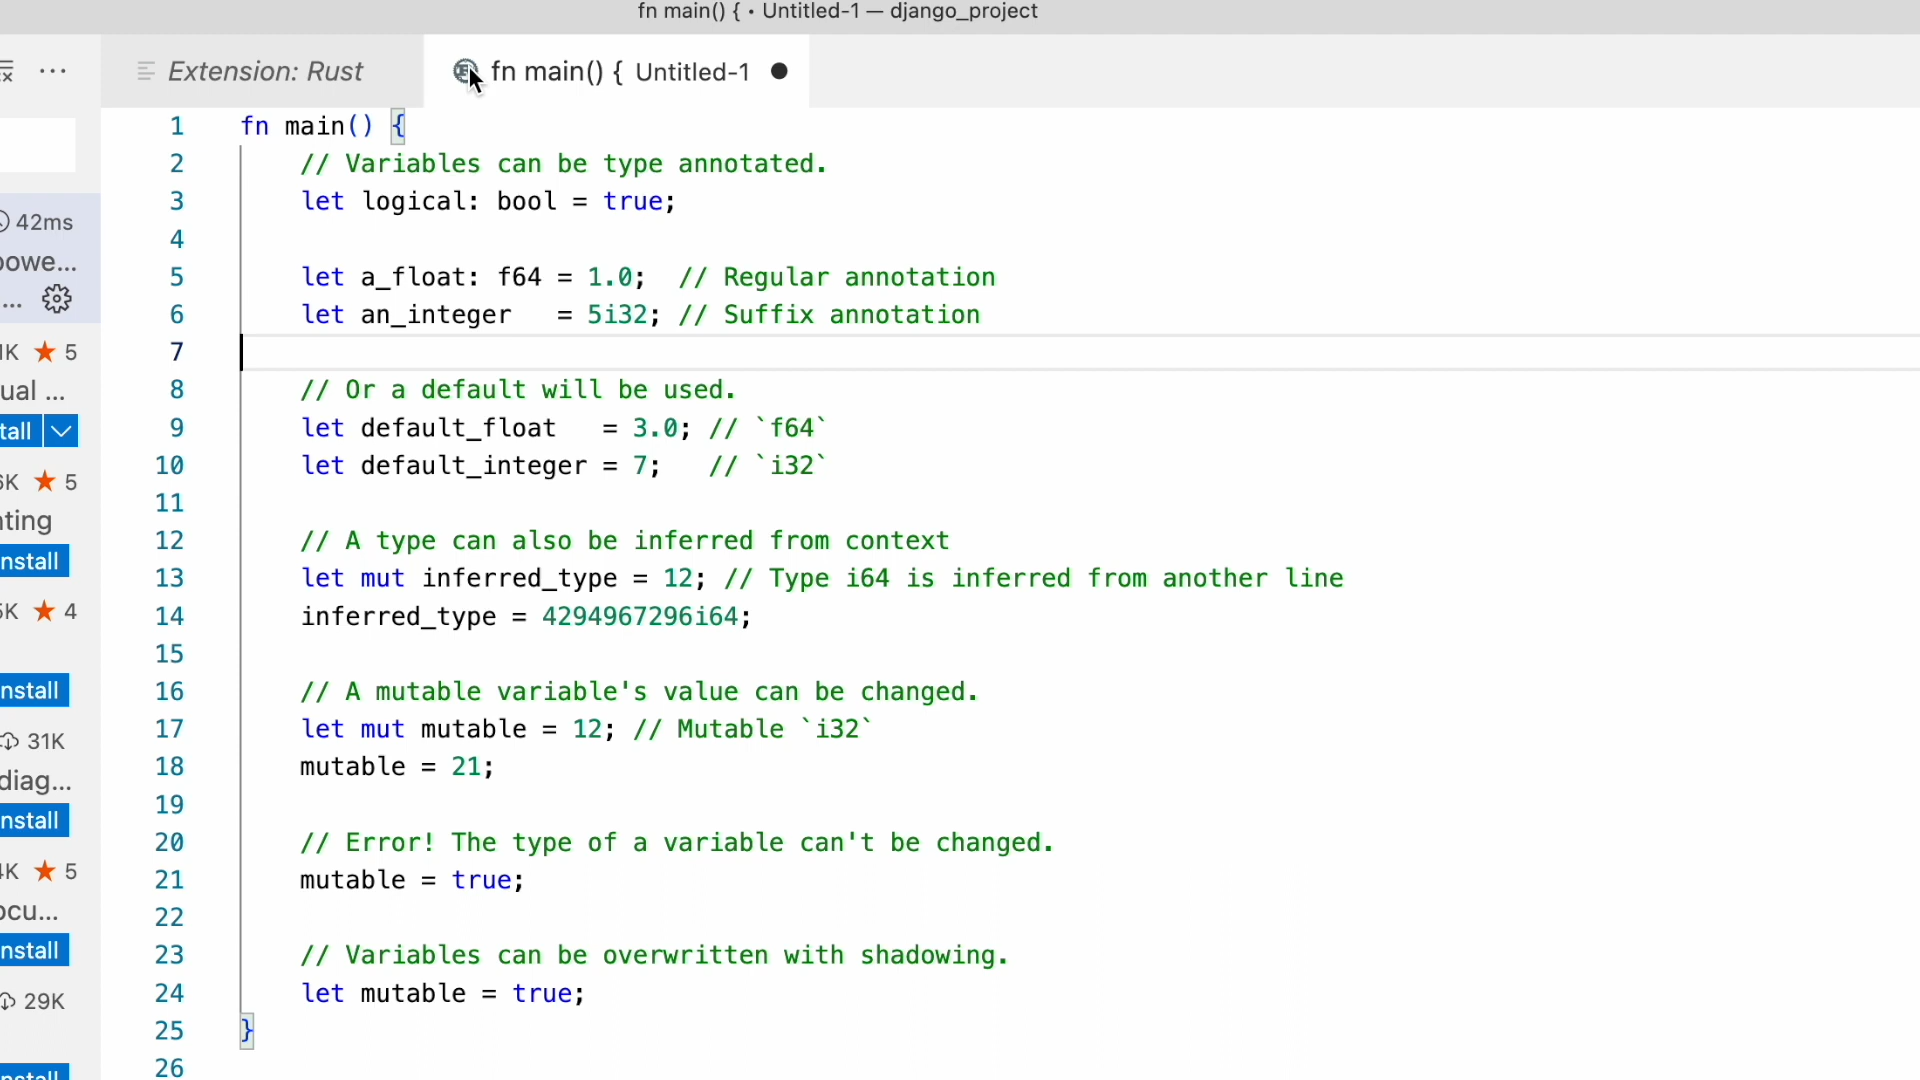 fn main() { • Untitled-1 — django_project
Extension: Rust
fn main() { Untitled-1
42ms
powe...
...
1K ★ 5
ual ...
tall
6K ★ 5
nting
nstall
5K ★ 4
nstall
31K
diag...
nstall
4K ★ 5
ocu...
nstall
29K
nstall
1 fn main() {
2 // Variables can be type annotated.
3 let logical: bool = true;
4
5 let a_float: f64 = 1.0;  // Regular annotation
6 let an_integer   = 5i32; // Suffix annotation
7
8 // Or a default will be used.
9 let default_float   = 3.0; // `f64`
10 let default_integer = 7;   // `i32`
11
12 // A type can also be inferred from context
13 let mut inferred_type = 12; // Type i64 is inferred from another line
14 inferred_type = 4294967296i64;
15
16 // A mutable variable's value can be changed.
17 let mut mutable = 12; // Mutable `i32`
18 mutable = 21;
19
20 // Error! The type of a variable can't be changed.
21 mutable = true;
22
23 // Variables can be overwritten with shadowing.
24 let mutable = true;
25 }
26